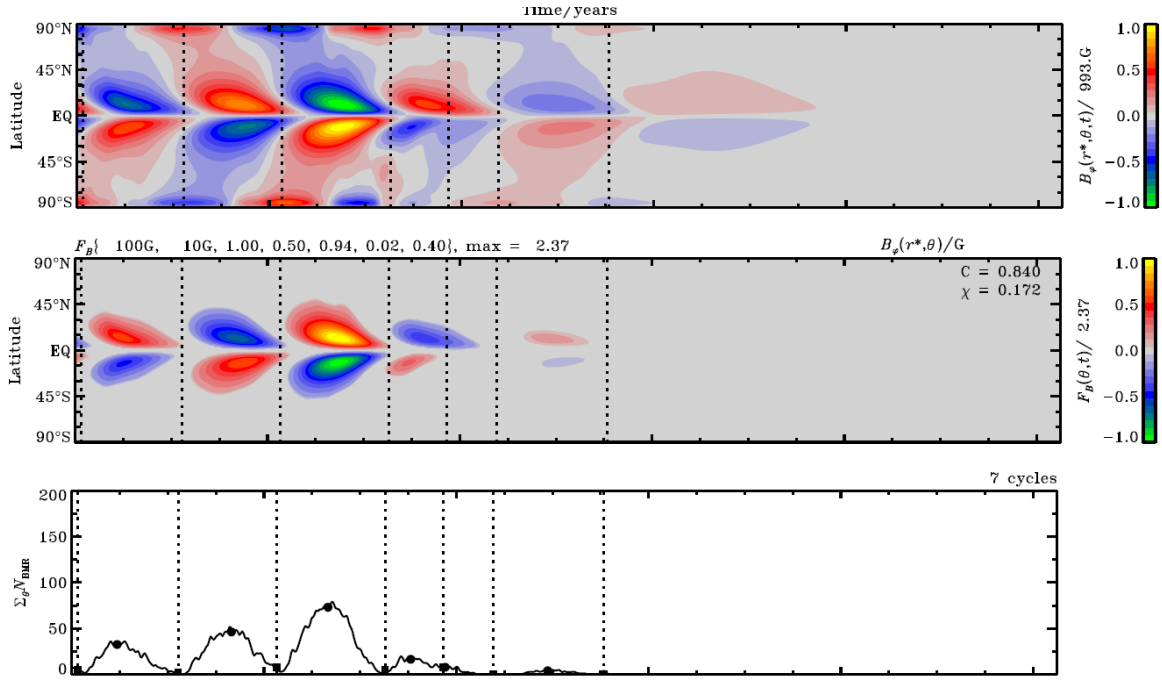 Time/years
90°N
45°N
EQ
45°S
90°S
Latitude
1.0
0.5
0.0
−0.5
−1.0
B_φ(r*,θ,t)/ 993.G
F_B{ 100G, 10G, 1.00, 0.50, 0.94, 0.02, 0.40}, max = 2.37
B_φ(r*,θ)/G
90°N
45°N
EQ
45°S
90°S
Latitude
C = 0.840
χ = 0.172
1.0
0.5
0.0
−0.5
−1.0
F_B(θ,t)/ 2.37
7 cycles
200
150
100
50
0
Σ_θN_BMR